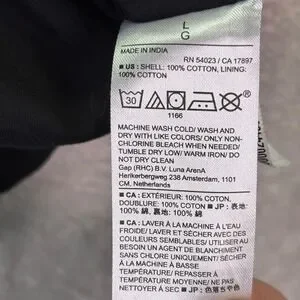 L
G
MADE IN INDIA
RN 54023 / CA 17897
■ US : SHELL: 100% COTTON, LINING:
100% COTTON
30
1166
MACHINE WASH COLD/ WASH AND
DRY WITH LIKE COLORS/ ONLY NON-
CHLORINE BLEACH WHEN NEEDED/
TUMBLE DRY LOW/ WARM IRON/ DO
NOT DRY CLEAN
Gap (RHC) B.V. Luna ArenA
Herikerbergweg 238 Amsterdam, 1101
CM, Netherlands
■ CA : EXTÉRIEUR: 100% COTON,
DOUBLURE: 100% COTON ■ JP : 表地:
100% 綿, 裏地: 100% 綿
■ CA : LAVER À LA MACHINE À L'EAU
FROIDE/ LAVER ET SÉCHER AVEC DES
COULEURS SEMBLABLES/ UTILISER AU
BESOIN UN AGENT DE BLANCHIMENT
SANS CHLORE UNIQUEMENT/ SÉCHER
PAR CULBUTAGE À BASSE
TEMPÉRATURE/ REPASSER À
TEMPÉRATURE MOYENNE/ NE PAS
NETTOYER À SEC ■ JP : 色落ちや色